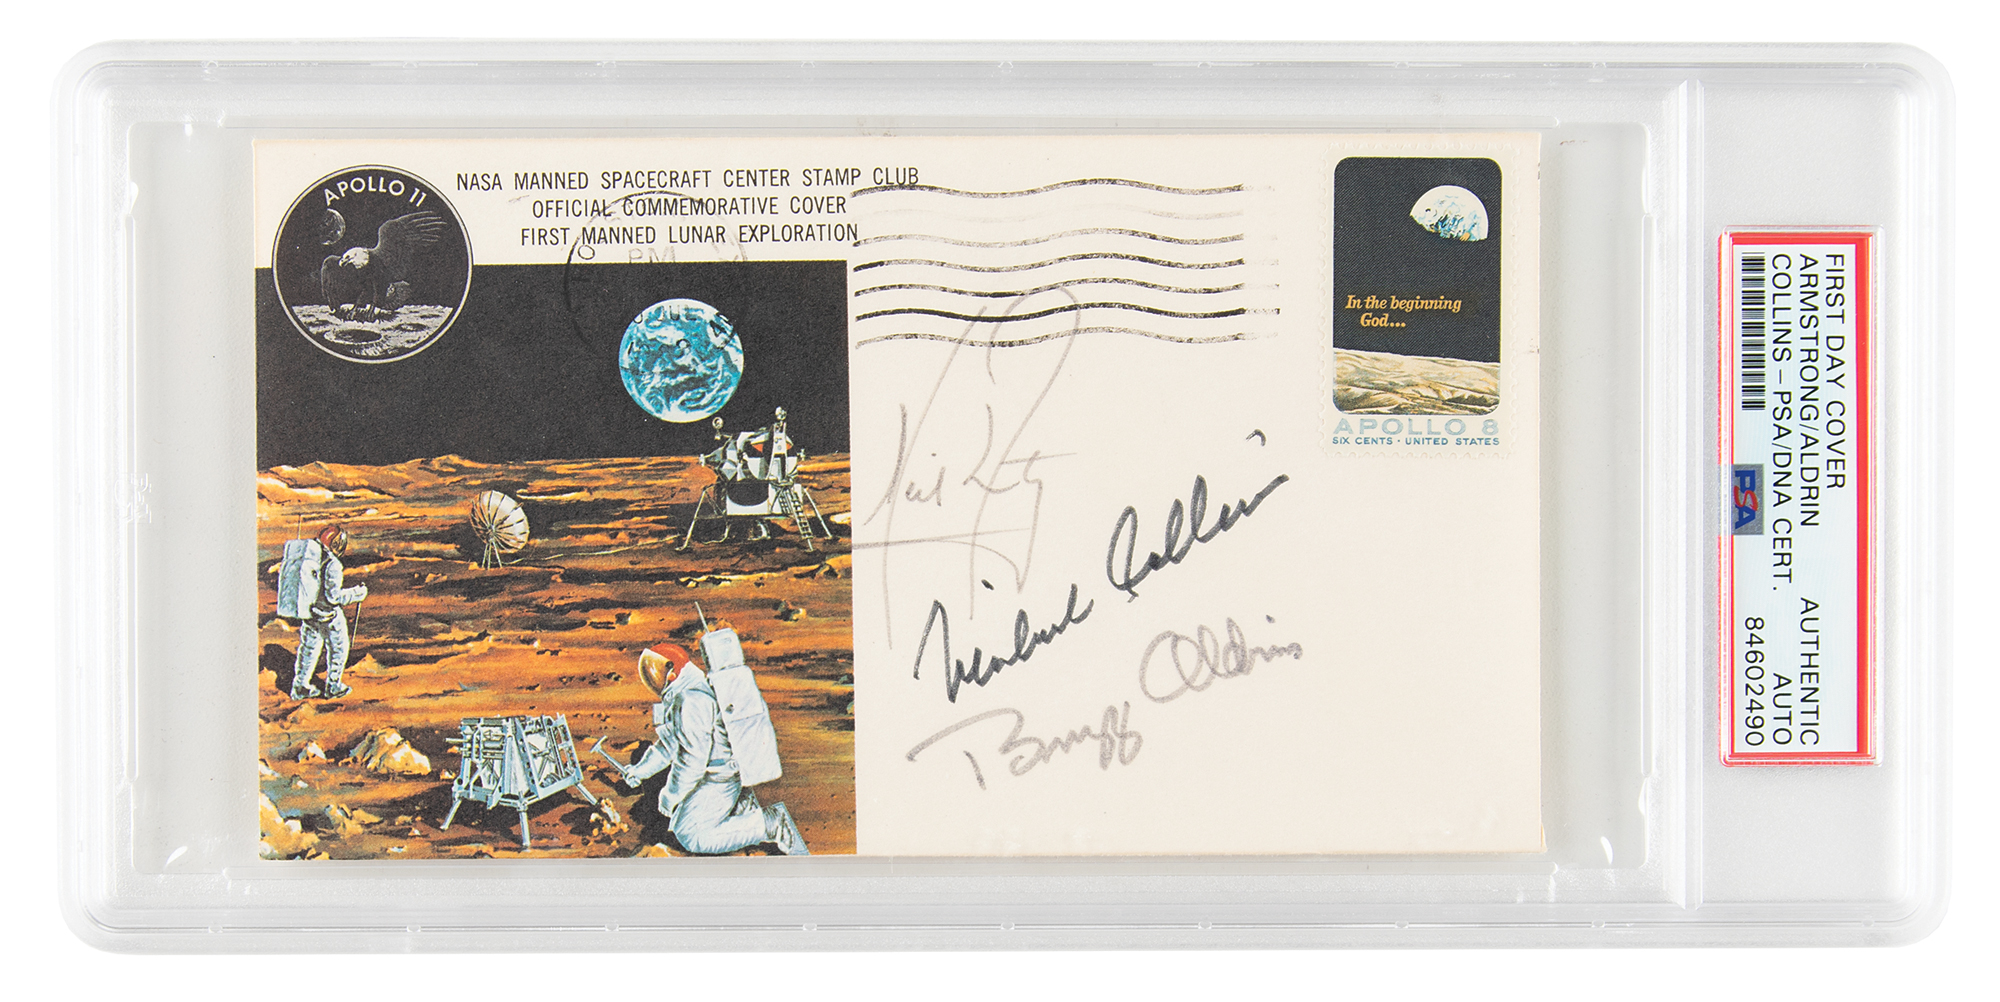 APOLLO 11
NASA MANNED SPACECRAFT CENTER STAMP CLUB
OFFICIAL COMMEMORATIVE COVER
FIRST MANNED LUNAR EXPLORATION
PM
In the beginning
God...
APOLLO 8
SIX CENTS · UNITED STATES
Neil
Michael Collins
Buzz Aldrin
FIRST DAY COVER
ARMSTRONG/ALDRIN AUTHENTIC
COLLINS – PSA/DNA CERT. AUTO
84602490
PSA